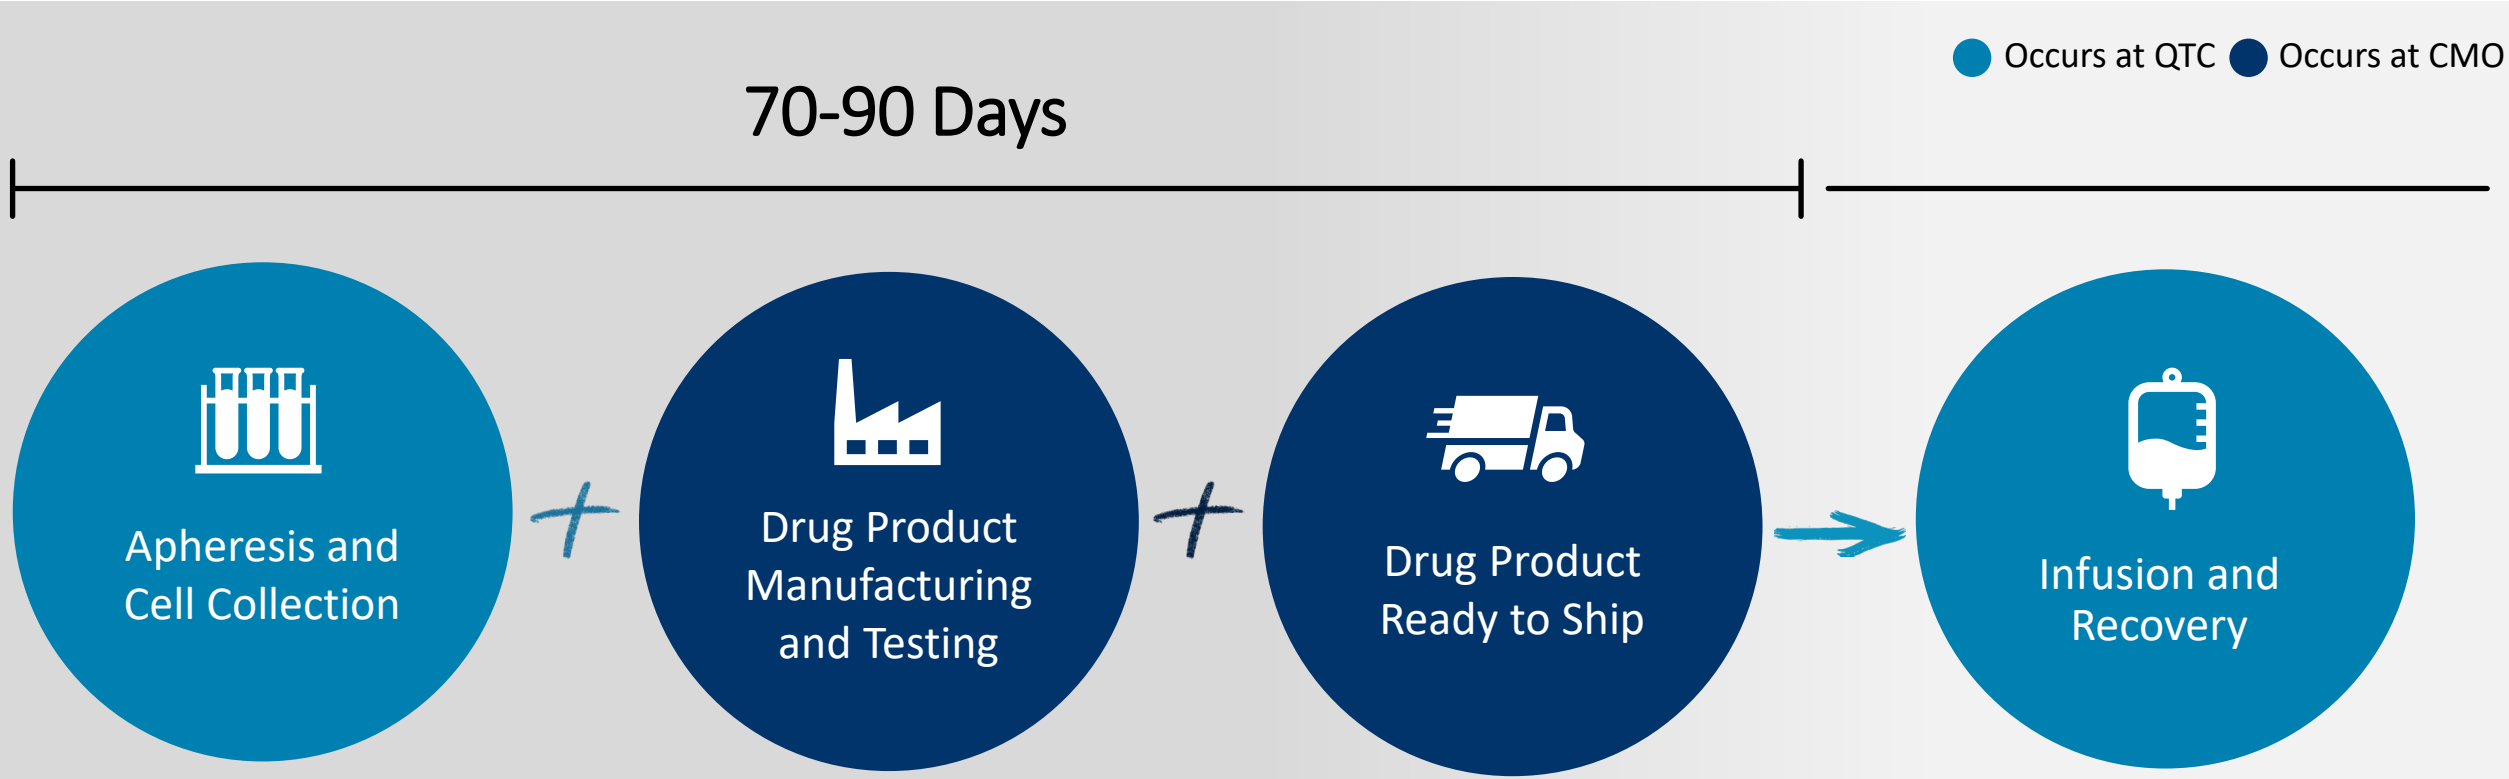 Occurs at QTC
Occurs at CMO
70-90 Days
Apheresis and
Cell Collection
Drug Product
Manufacturing
and Testing
Drug Product
Ready to Ship
Infusion and
Recovery